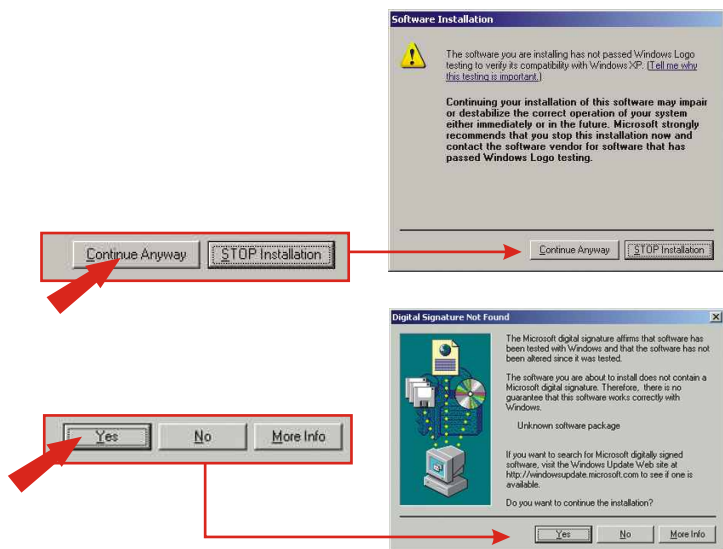 Software Installation
The software you are installing has not passed Windows Logo
testing to verify its compatibility with Windows XP. (Tell me why
this testing is important.)
Continuing your installation of this software may impair
or destabilize the correct operation of your system
either immediately or in the future. Microsoft strongly
recommends that you stop this installation now and
contact the software vendor for software that has
passed Windows Logo testing.
Continue Anyway STOP Installation
Continue Anyway STOP Installation
Digital Signature Not Found
The Microsoft digital signature affirms that software has
been tested with Windows and that the software has not
been altered since it was tested.
The software you are about to install does not contain a
Microsoft digital signature. Therefore, there is no
guarantee that this software works correctly with
Windows.
Unknown software package
If you want to search for Microsoft digitally signed
software, visit the Windows Update Web site at
http://windowsupdate.microsoft.com to see if one is
available.
Do you want to continue the installation?
Yes No More Info
Yes No More Info